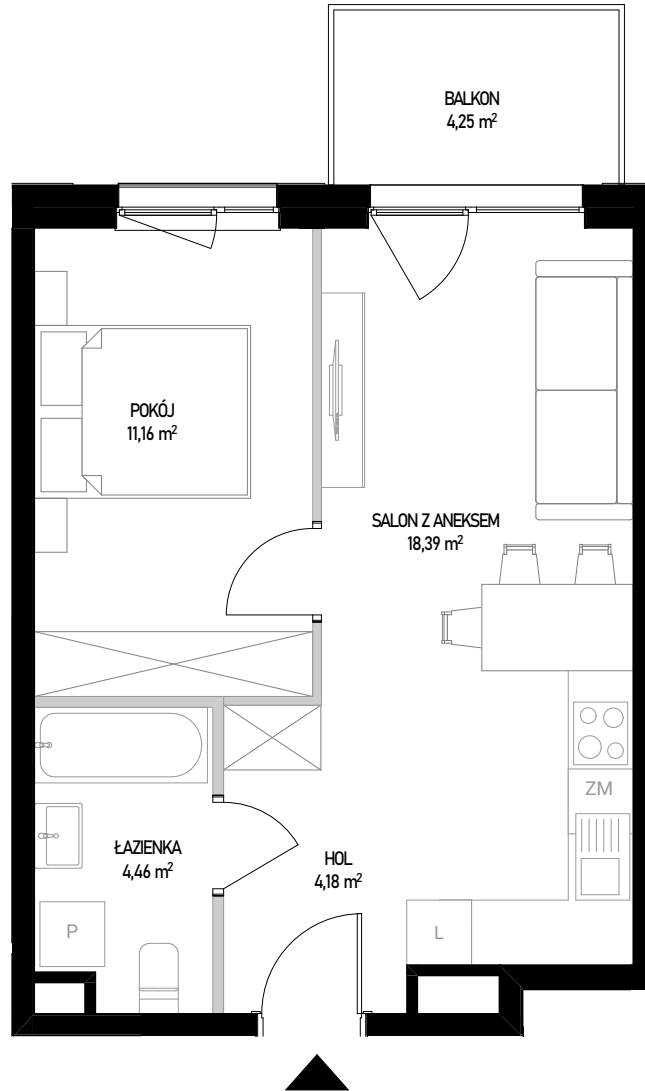 BALKON
4,25 m²
POKÓJ
11,16 m²
SALON Z ANEKSEM
18,39 m²
ZM
ŁAZIENKA
4,46 m²
HOL
4,18 m²
P
L